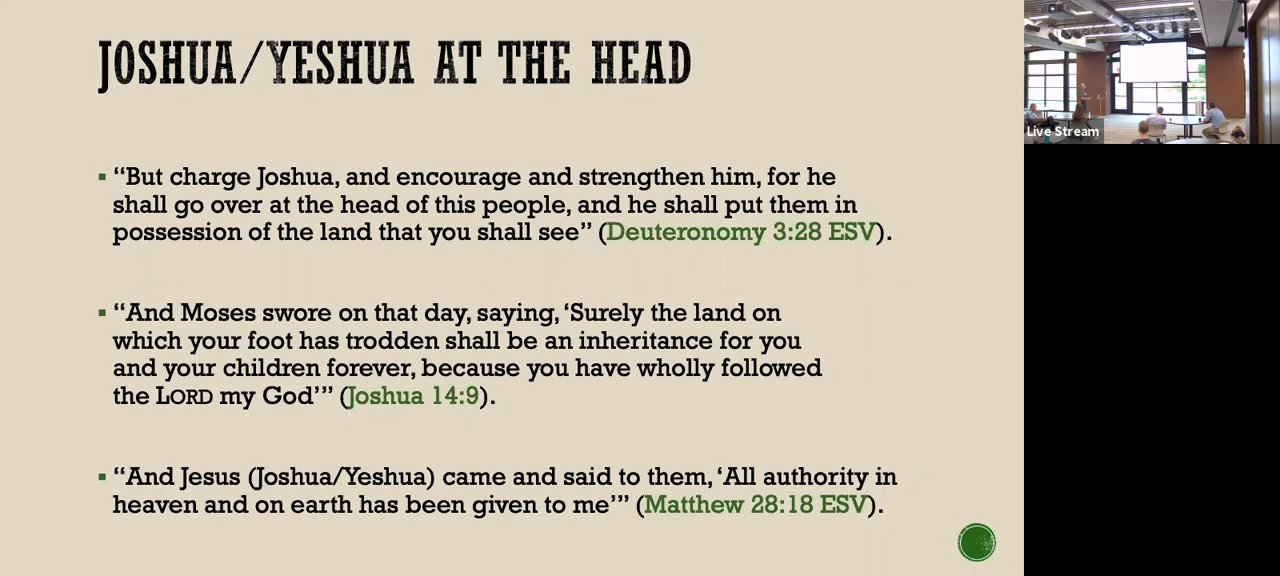 JOSHUA/YESHUA AT THE HEAD
▪ “But charge Joshua, and encourage and strengthen him, for he
shall go over at the head of this people, and he shall put them in
possession of the land that you shall see” (Deuteronomy 3:28 ESV).
▪ “And Moses swore on that day, saying, ‘Surely the land on
which your foot has trodden shall be an inheritance for you
and your children forever, because you have wholly followed
the LORD my God’” (Joshua 14:9).
▪ “And Jesus (Joshua/Yeshua) came and said to them, ‘All authority in
heaven and on earth has been given to me’” (Matthew 28:18 ESV).
Live Stream